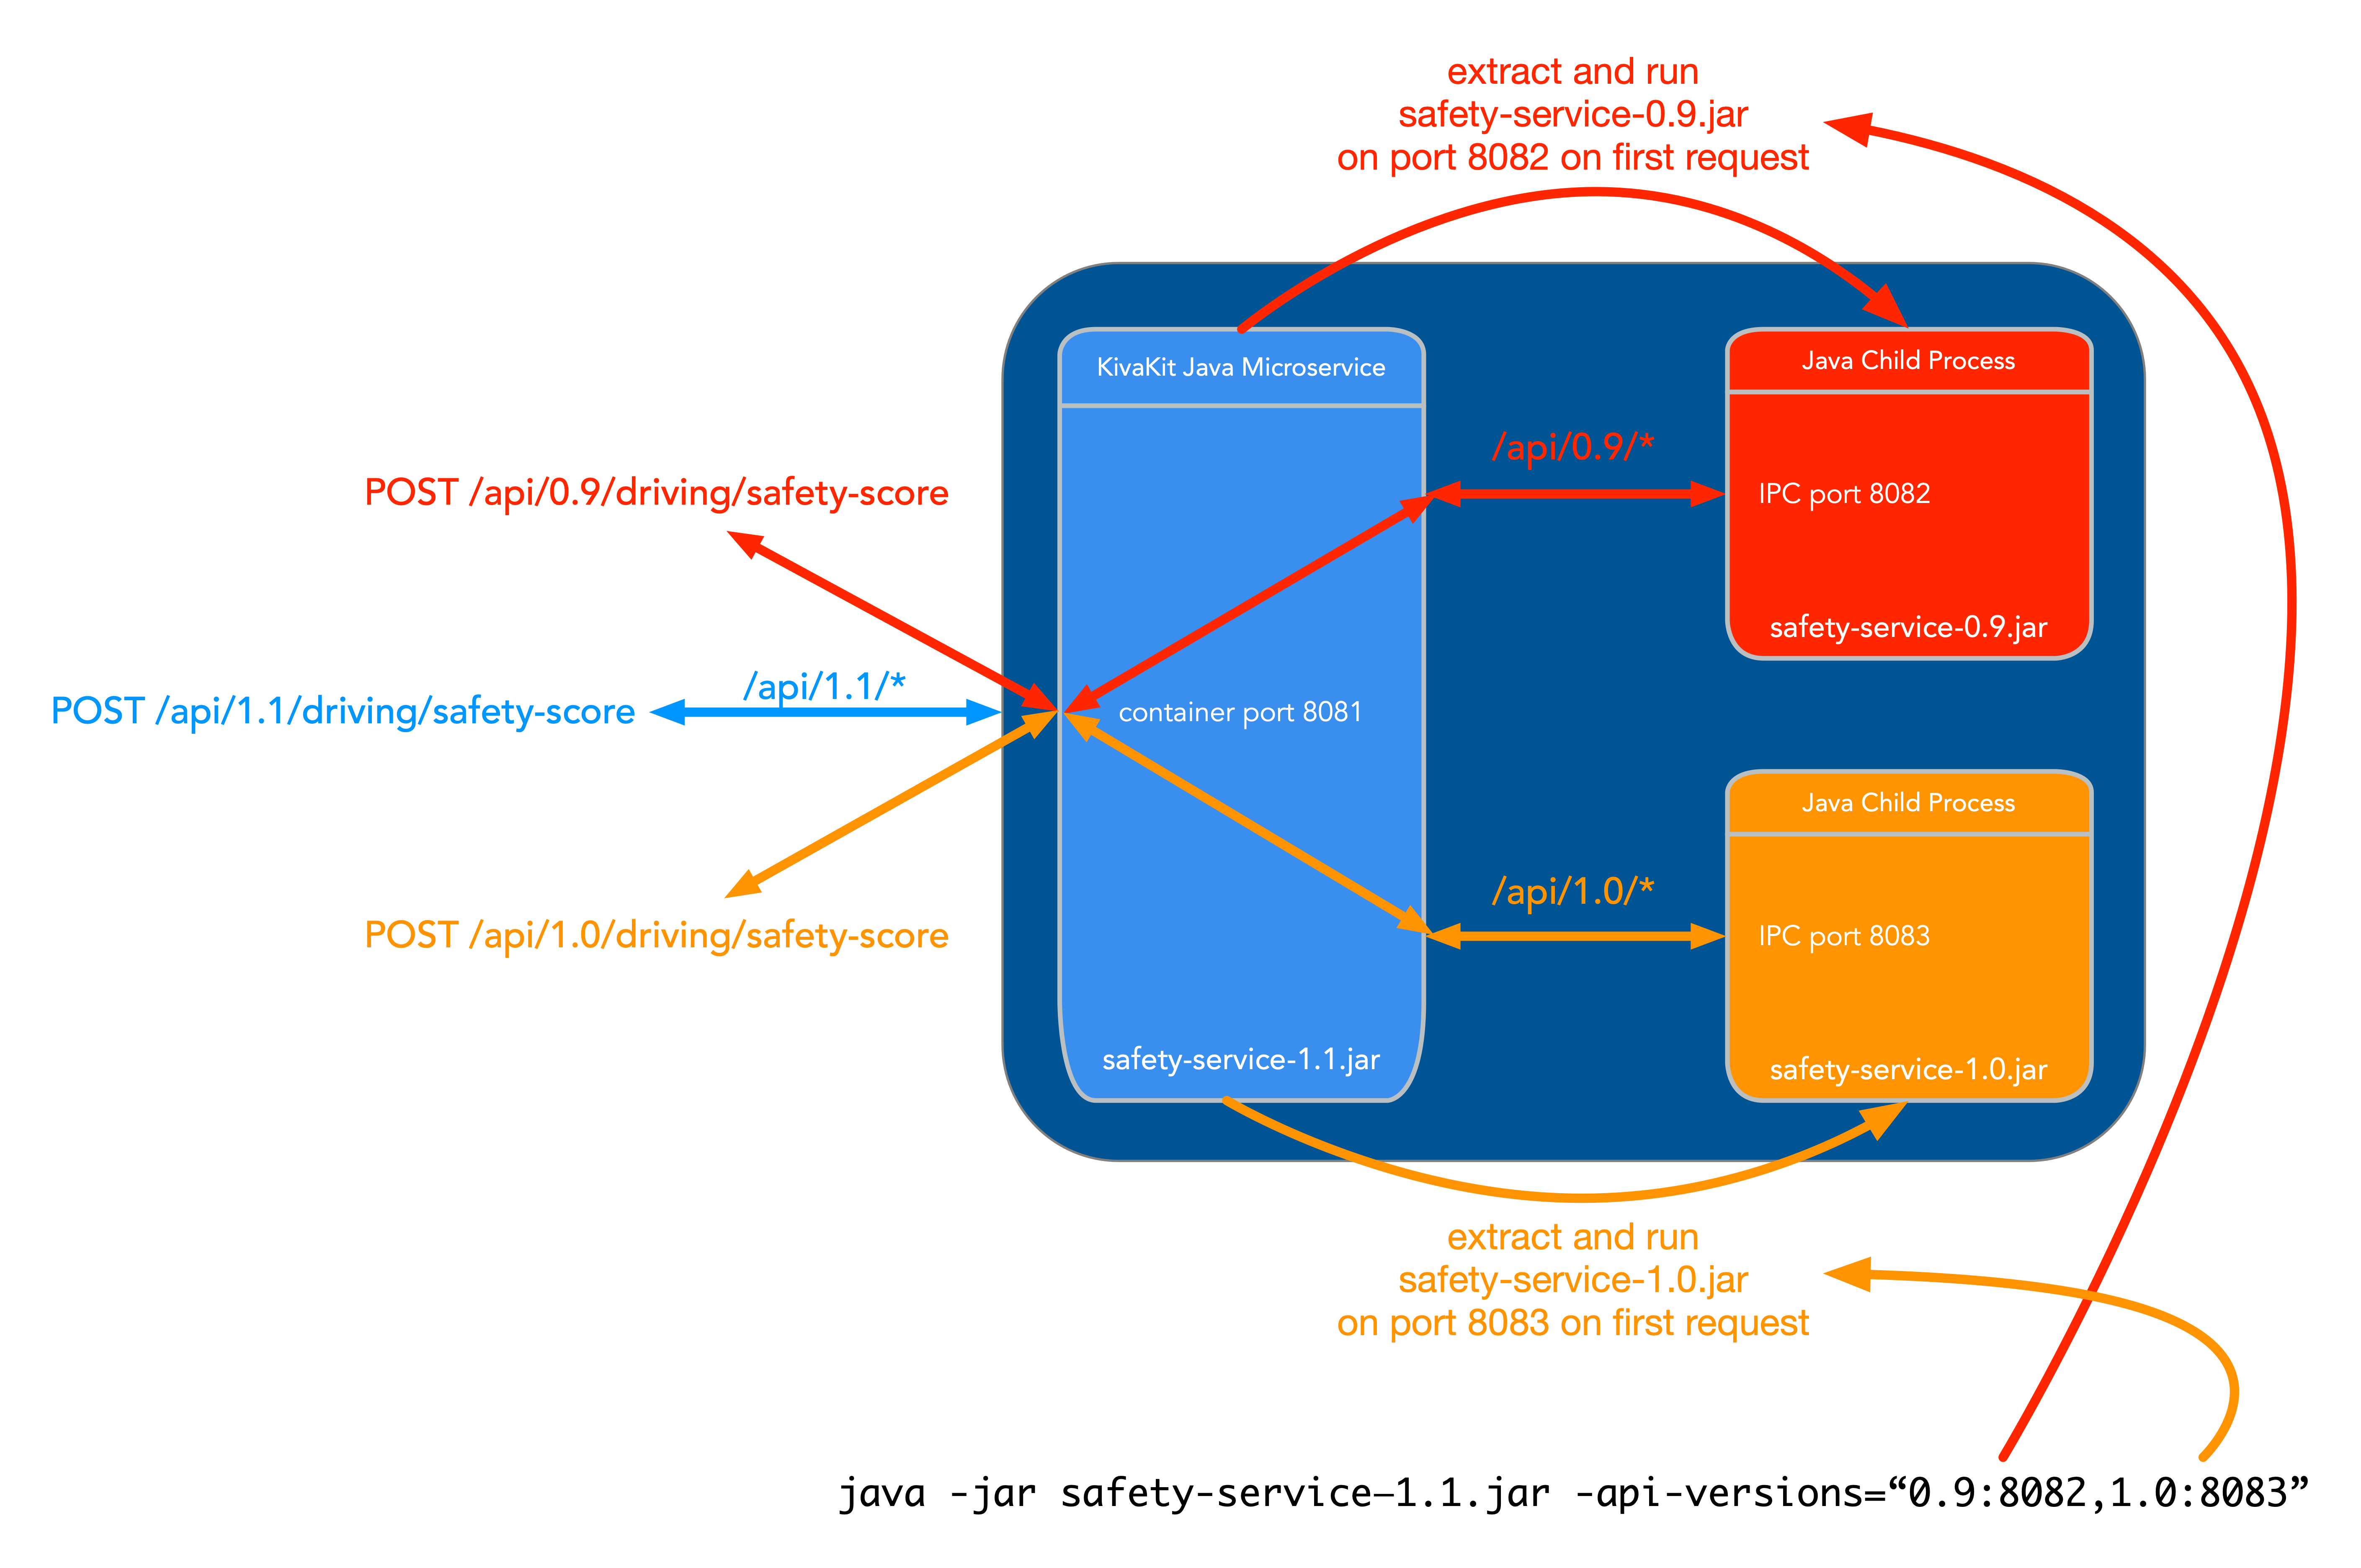 extract and run
safety-service-0.9.jar
on port 8082 on first request
KivaKit Java Microservice
Java Child Process
/api/0.9/*
POST /api/0.9/driving/safety-score
IPC port 8082
safety-service-0.9.jar
/api/1.1/*
POST /api/1.1/driving/safety-score
container port 8081
Java Child Process
/api/1.0/*
POST /api/1.0/driving/safety-score
IPC port 8083
safety-service-1.1.jar
safety-service-1.0.jar
extract and run
safety-service-1.0.jar
on port 8083 on first request
java -jar safety-service–1.1.jar -api-versions=“0.9:8082,1.0:8083”